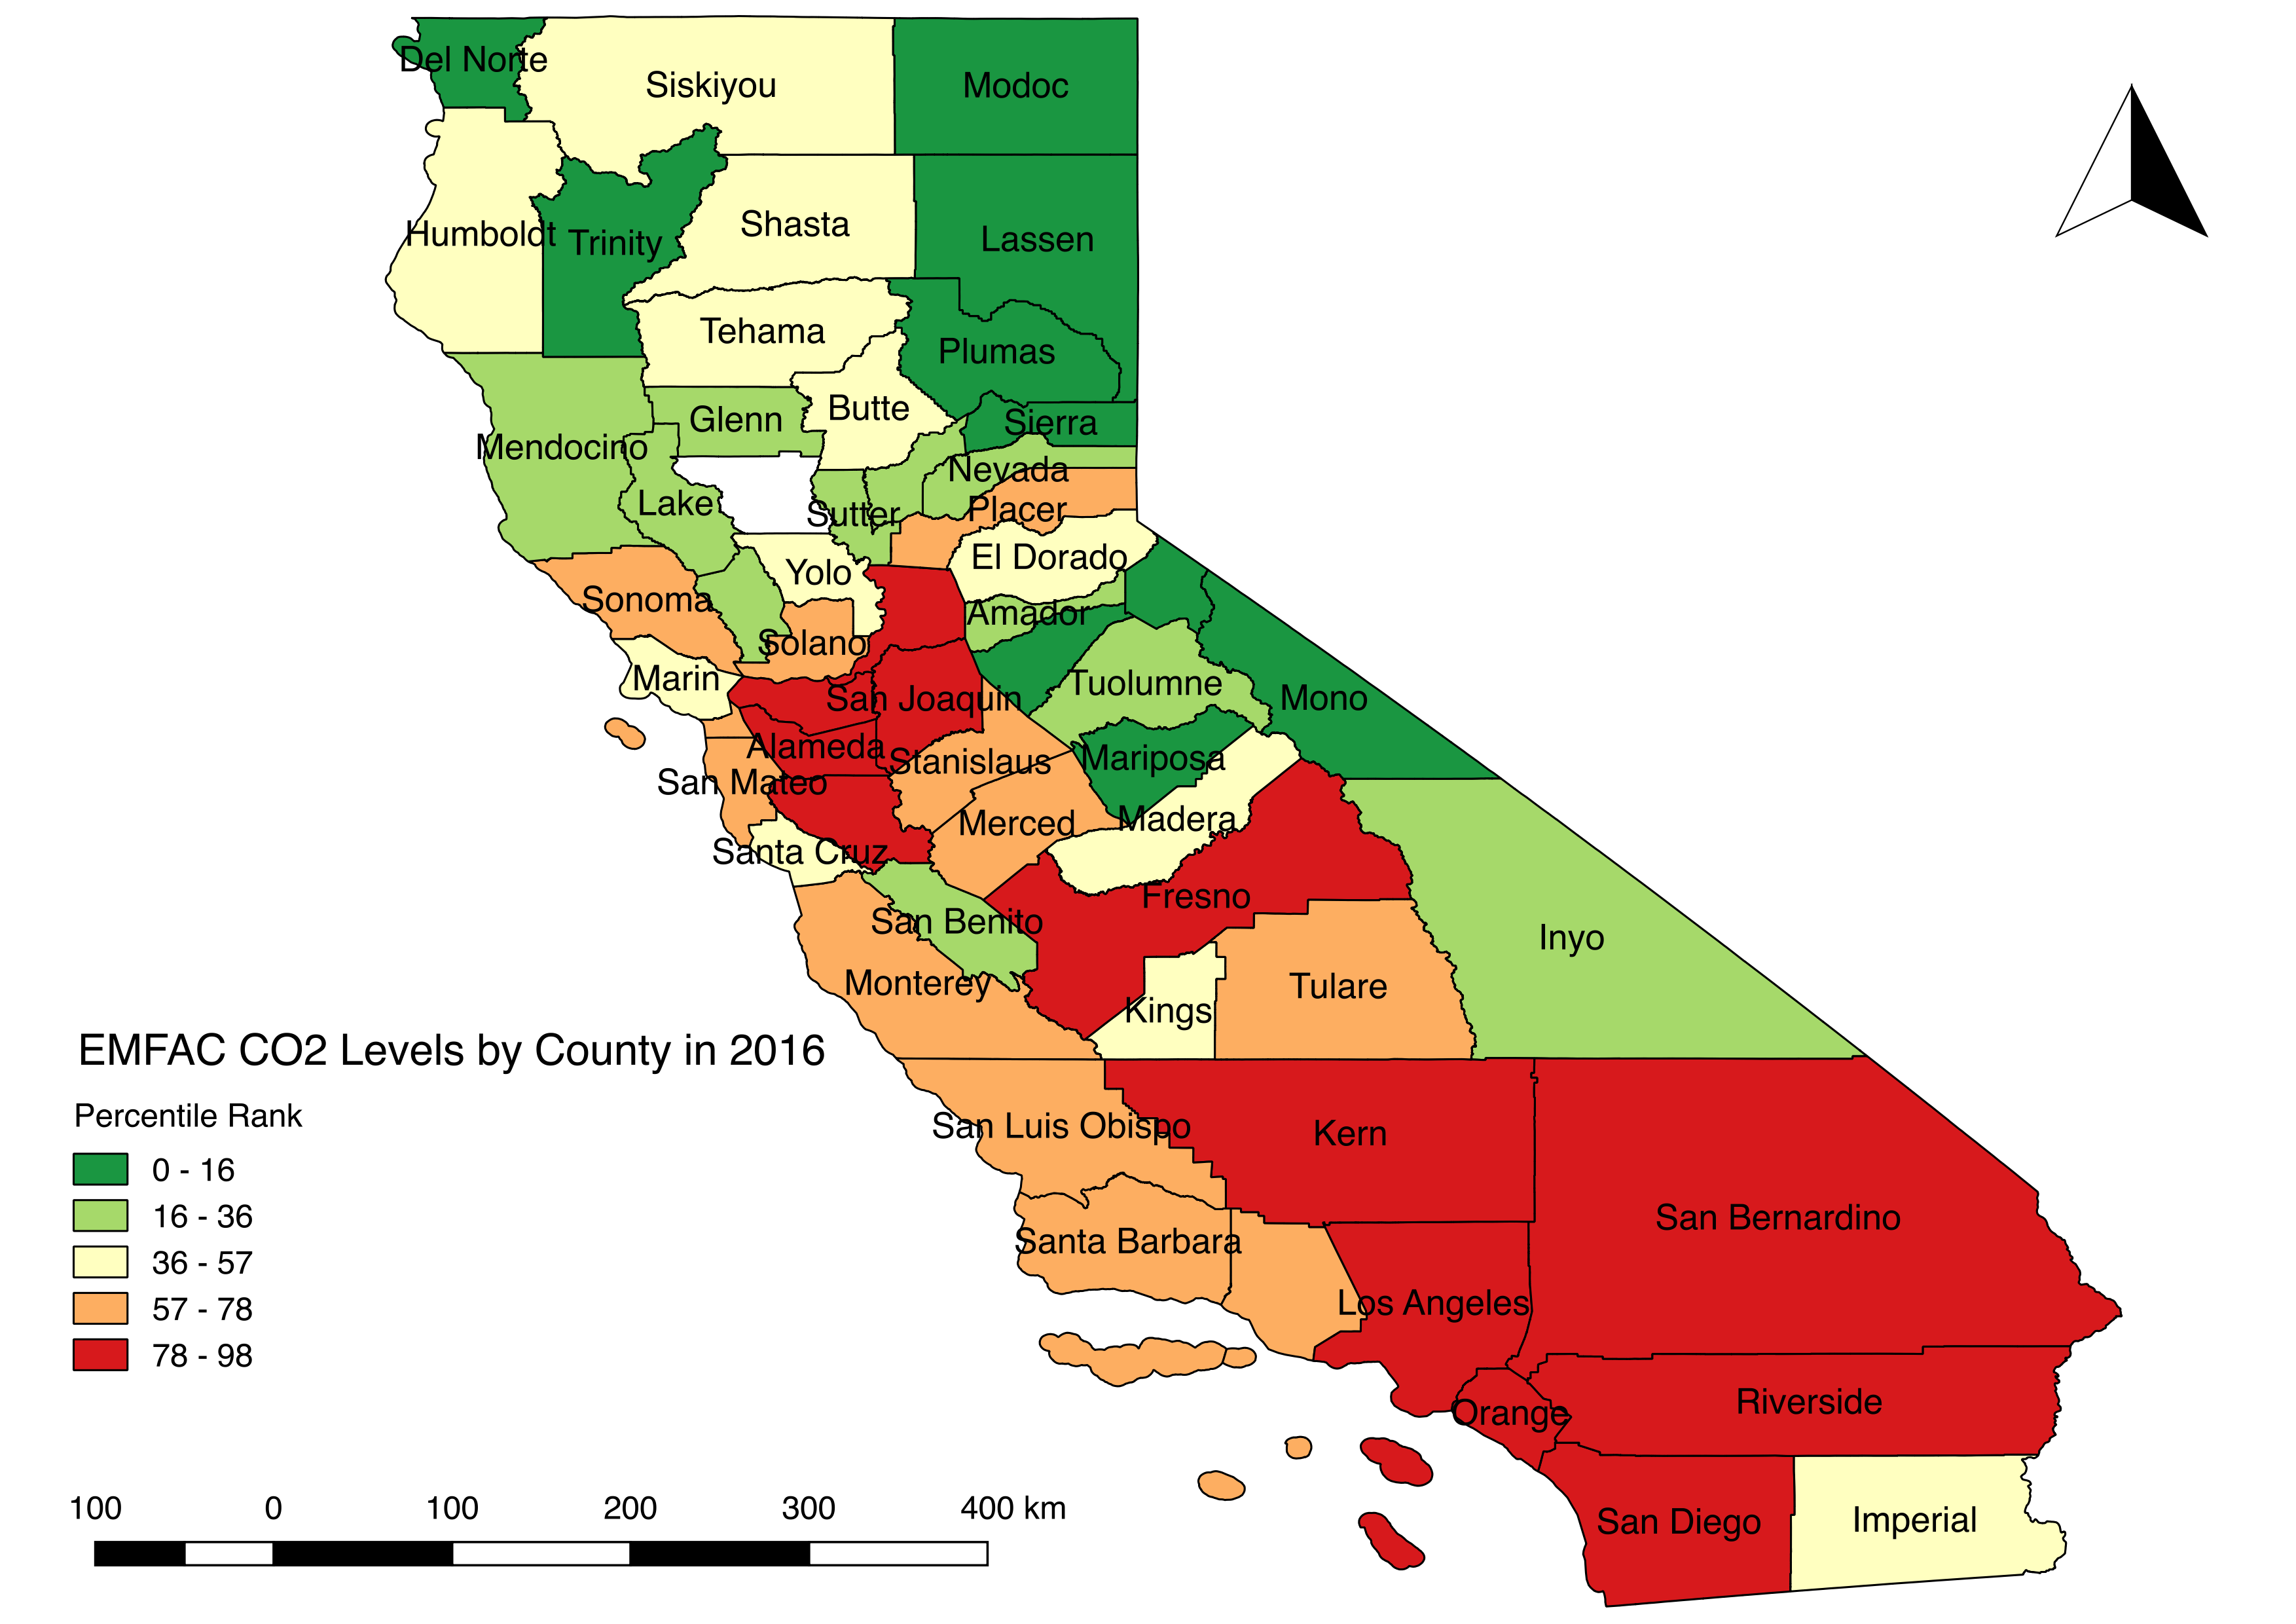 Del Norte
Siskiyou
Modoc
Humboldt
Trinity
Shasta
Lassen
Tehama
Plumas
Butte
Glenn
Sierra
Mendocino
Nevada
Lake
Sutter
Placer
El Dorado
Yolo
Sonoma
Amador
Solano
Marin
San Joaquin
Tuolumne
Mono
Alameda
Stanislaus
Mariposa
San Mateo
Merced
Madera
Santa Cruz
Fresno
San Benito
Inyo
Monterey
Tulare
Kings
EMFAC CO2 Levels by County in 2016
Percentile Rank
0 - 16
16 - 36
36 - 57
57 - 78
78 - 98
San Luis Obispo
Kern
San Bernardino
Santa Barbara
Los Angeles
Riverside
Orange
San Diego
Imperial
100 0 100 200 300 400 km